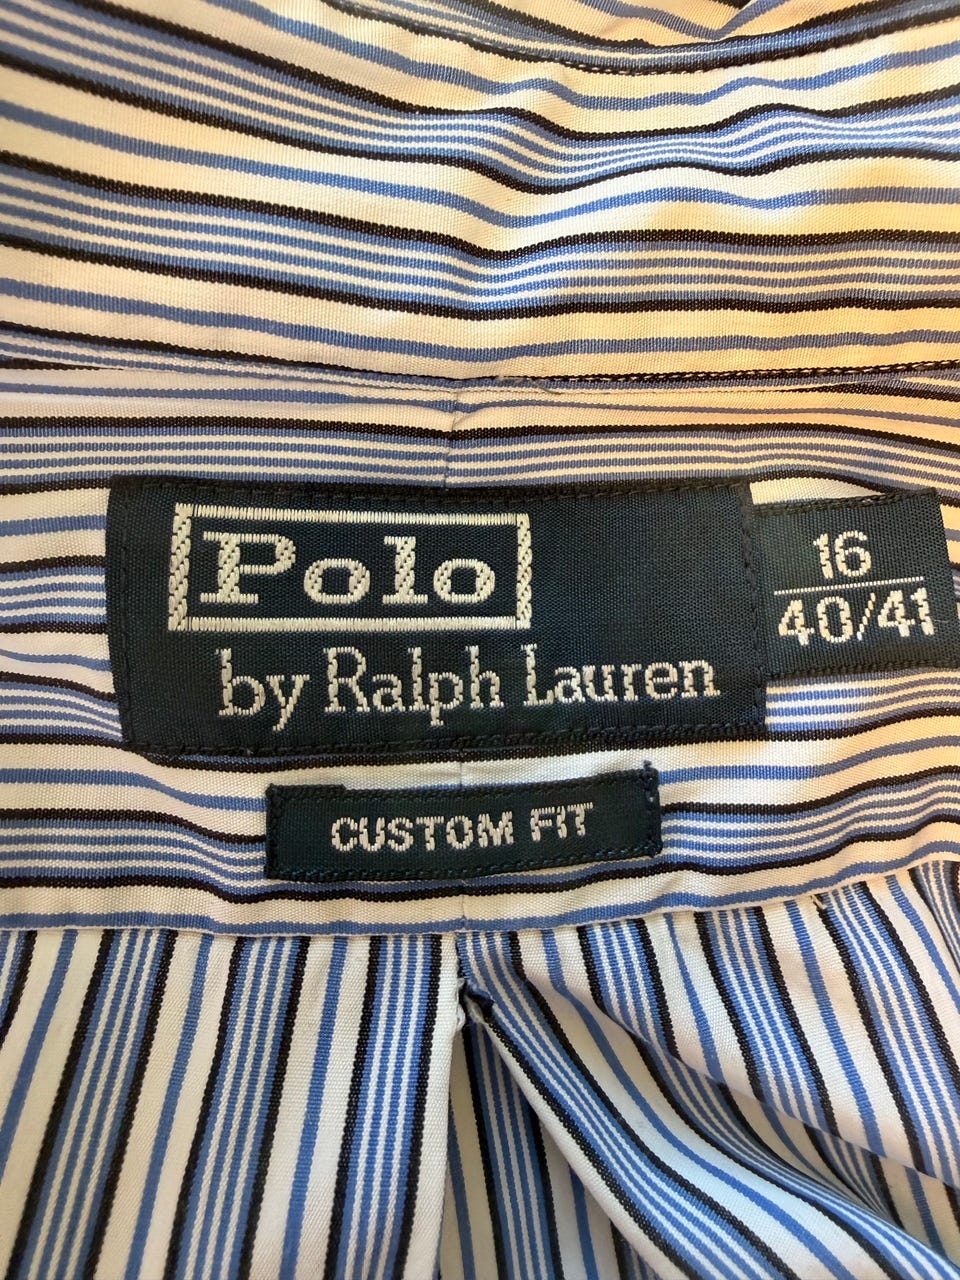 Polo
by Ralph Lauren
16
40/41
CUSTOM FIT